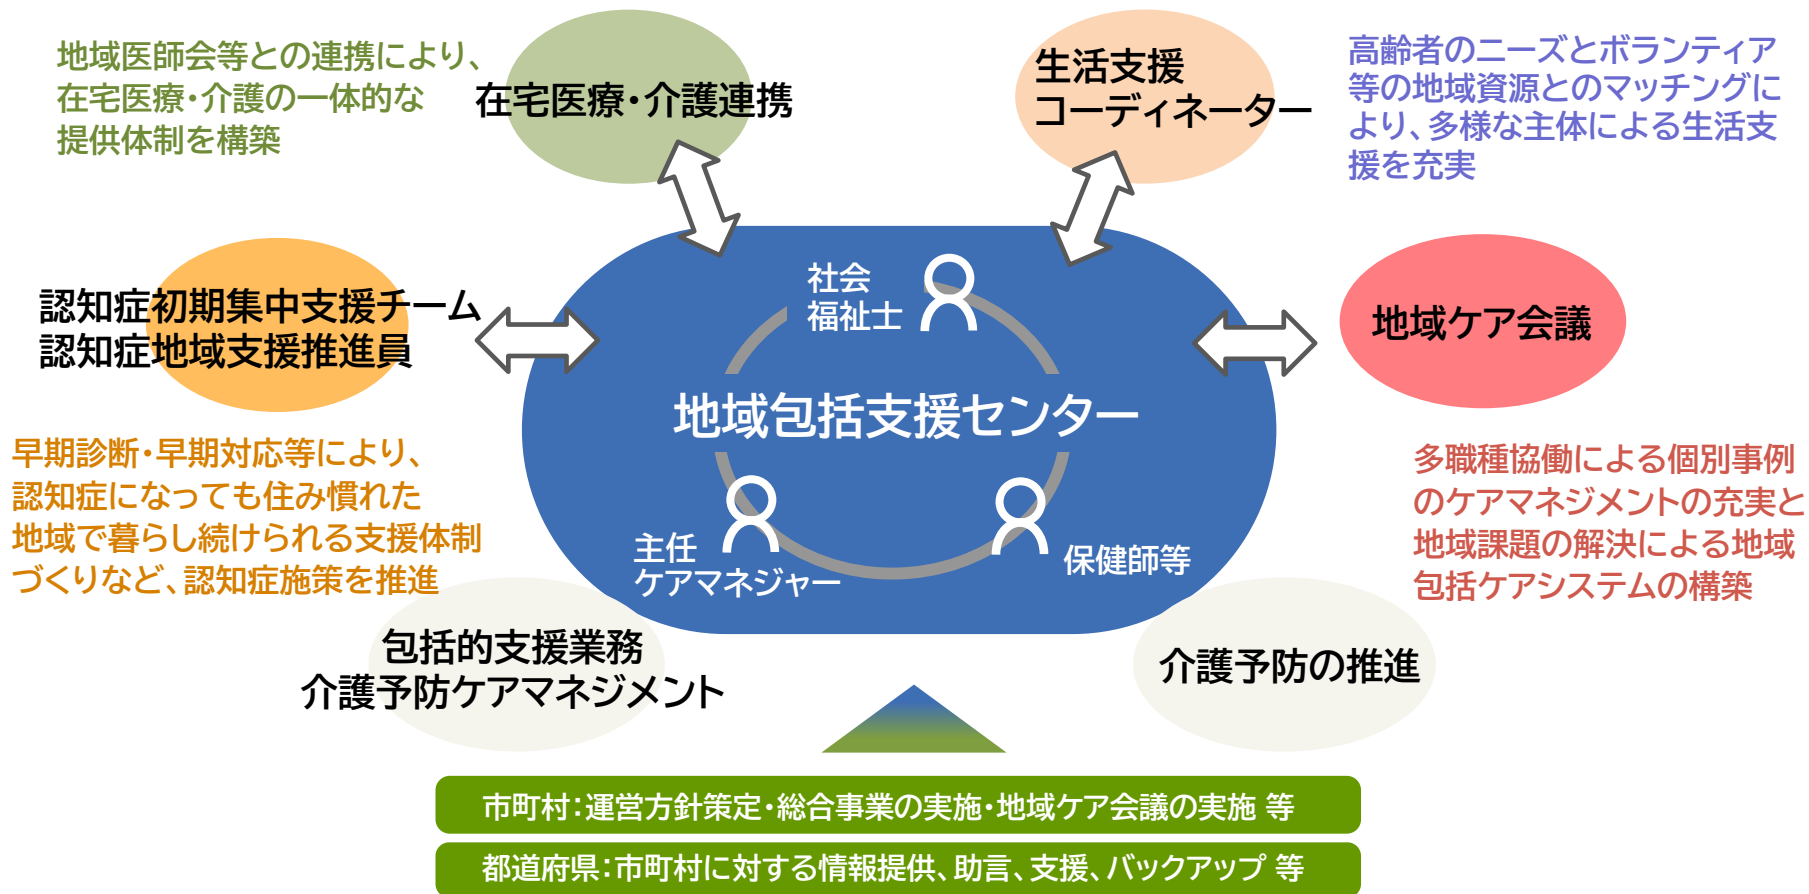 地域医師会等との連携により、
在宅医療・介護の一体的な
提供体制を構築
在宅医療・介護連携
生活支援
コーディネーター
高齢者のニーズとボランティア
等の地域資源とのマッチングに
より、多様な主体による生活支
援を充実
認知症初期集中支援チーム
認知症地域支援推進員
社会
福祉士
地域ケア会議
地域包括支援センター
早期診断・早期対応等により、
認知症になっても住み慣れた
地域で暮らし続けられる支援体制
づくりなど、認知症施策を推進
主任
ケアマネジャー
保健師等
多職種協働による個別事例
のケアマネジメントの充実と
地域課題の解決による地域
包括ケアシステムの構築
包括的支援業務
介護予防ケアマネジメント
介護予防の推進
市町村：運営方針策定・総合事業の実施・地域ケア会議の実施 等
都道府県：市町村に対する情報提供、助言、支援、バックアップ 等